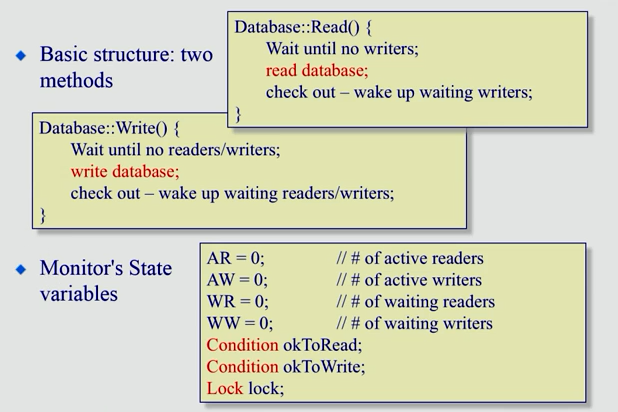 Basic structure: two
methods
Database::Read() {
Wait until no writers;
read database;
check out – wake up waiting writers;
}
Database::Write() {
Wait until no readers/writers;
write database;
check out – wake up waiting readers/writers;
}
Monitor's State
variables
AR = 0; // # of active readers
AW = 0; // # of active writers
WR = 0; // # of waiting readers
WW = 0; // # of waiting writers
Condition okToRead;
Condition okToWrite;
Lock lock;